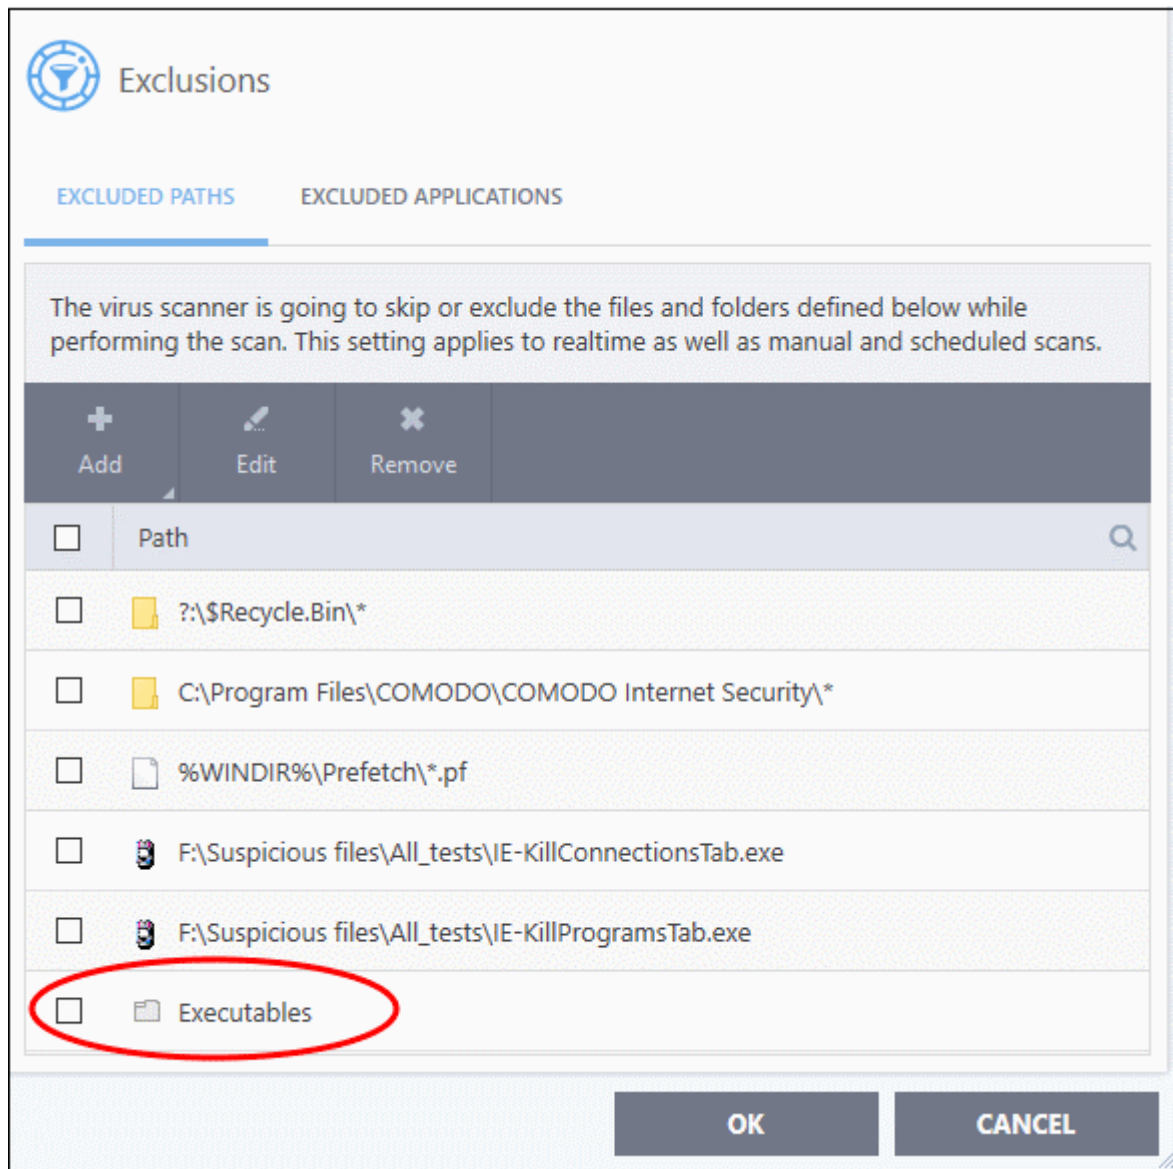 Exclusions
EXCLUDED PATHS EXCLUDED APPLICATIONS
The virus scanner is going to skip or exclude the files and folders defined below while
performing the scan. This setting applies to realtime as well as manual and scheduled scans.
Add Edit Remove
Path
?:\$Recycle.Bin\*
C:\Program Files\COMODO\COMODO Internet Security\*
%WINDIR%\Prefetch\*.pf
F:\Suspicious files\All_tests\IE-KillConnectionsTab.exe
F:\Suspicious files\All_tests\IE-KillProgramsTab.exe
Executables
OK CANCEL